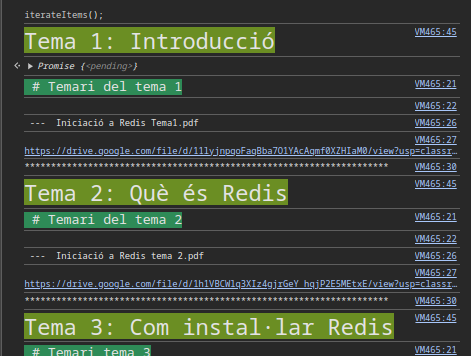 iterateItems();
Tema 1: Introducció VM465:45
Promise {<pending>}
# Temari del tema 1 VM465:21
VM465:22
--- Iniciació a Redis Tema1.pdf VM465:26
VM465:27
https://drive.google.com/file/d/111yjnpgoFagBba7O1YAcAgmf0XZHIaM0/view?usp=classr…
************************************************************************ VM465:30
Tema 2: Què és Redis VM465:45
# Temari del tema 2 VM465:21
VM465:22
--- Iniciació a Redis tema 2.pdf VM465:26
VM465:27
https://drive.google.com/file/d/1h1V8CWlq3XIz4gjrGeY_hqjP2E5MEtxE/view?usp=classr…
************************************************************************ VM465:30
Tema 3: Com instal·lar Redis VM465:45
# Temari tema 3 VM465:21